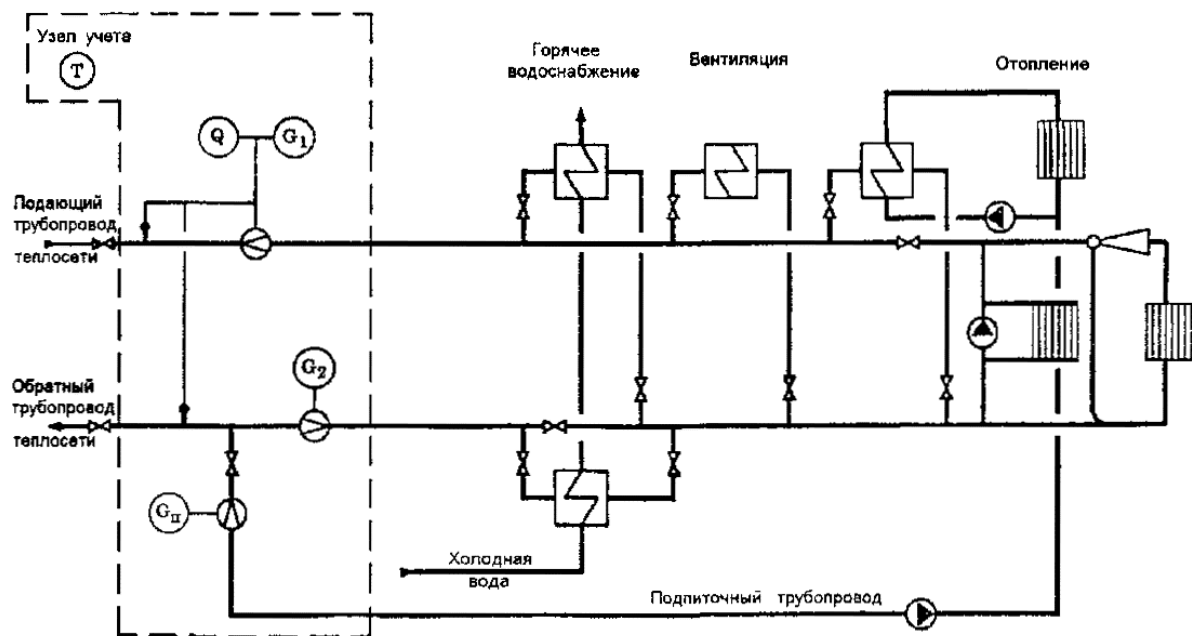 Узел учета
T
Горячее
водоснабжение
Вентиляция
Отопление
Q
G1
Подающий
трубопровод
теплосети
G2
Обратный
трубопровод
теплосети
Gп
Холодная
вода
Подпиточный трубопровод